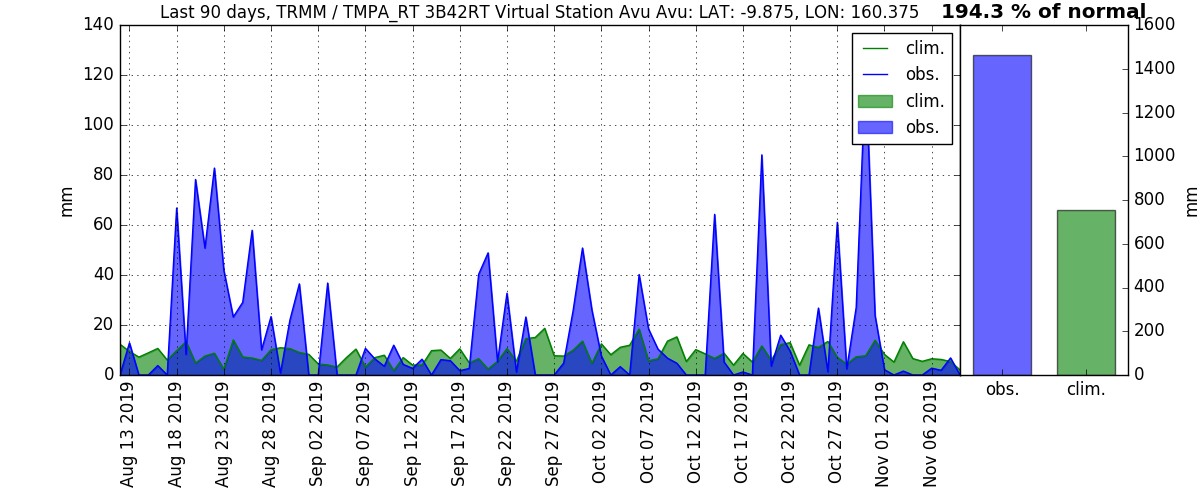 Last 90 days, TRMM / TMPA_RT 3B42RT Virtual Station Avu Avu: LAT: -9.875, LON: 160.375
194.3 % of normal
140
120
100
80
60
40
20
0
mm
clim.
obs.
clim.
obs.
1600
1400
1200
1000
800
600
400
200
0
mm
Aug 13 2019
Aug 18 2019
Aug 23 2019
Aug 28 2019
Sep 02 2019
Sep 07 2019
Sep 12 2019
Sep 17 2019
Sep 22 2019
Sep 27 2019
Oct 02 2019
Oct 07 2019
Oct 12 2019
Oct 17 2019
Oct 22 2019
Oct 27 2019
Nov 01 2019
Nov 06 2019
obs.
clim.